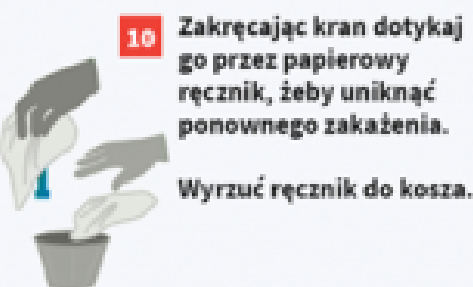 10
Zakręcając kran dotykaj
go przez papierowy
ręcznik, żeby uniknąć
ponownego zakażenia.
Wyrzuć ręcznik do kosza.